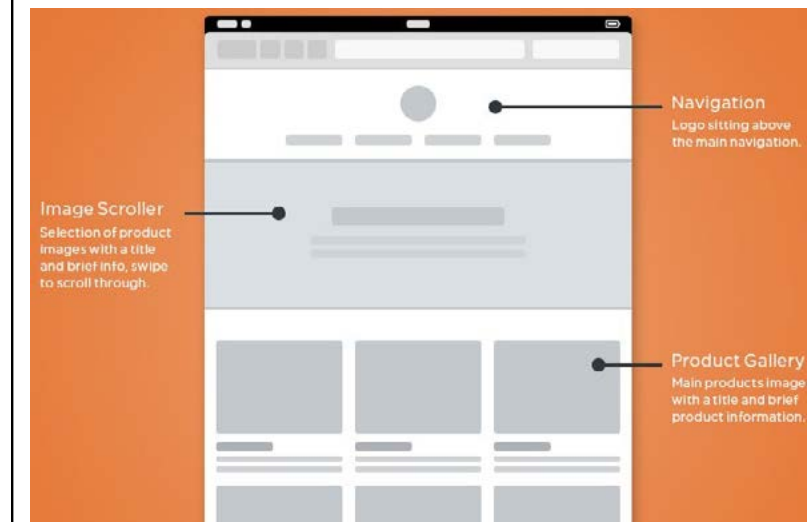 Navigation
Logo sitting above
the main navigation.
Image Scroller
Selection of product
images with a title
and brief info, swipe
to scroll through.
Product Gallery
Main products image
with a title and brief
product information.